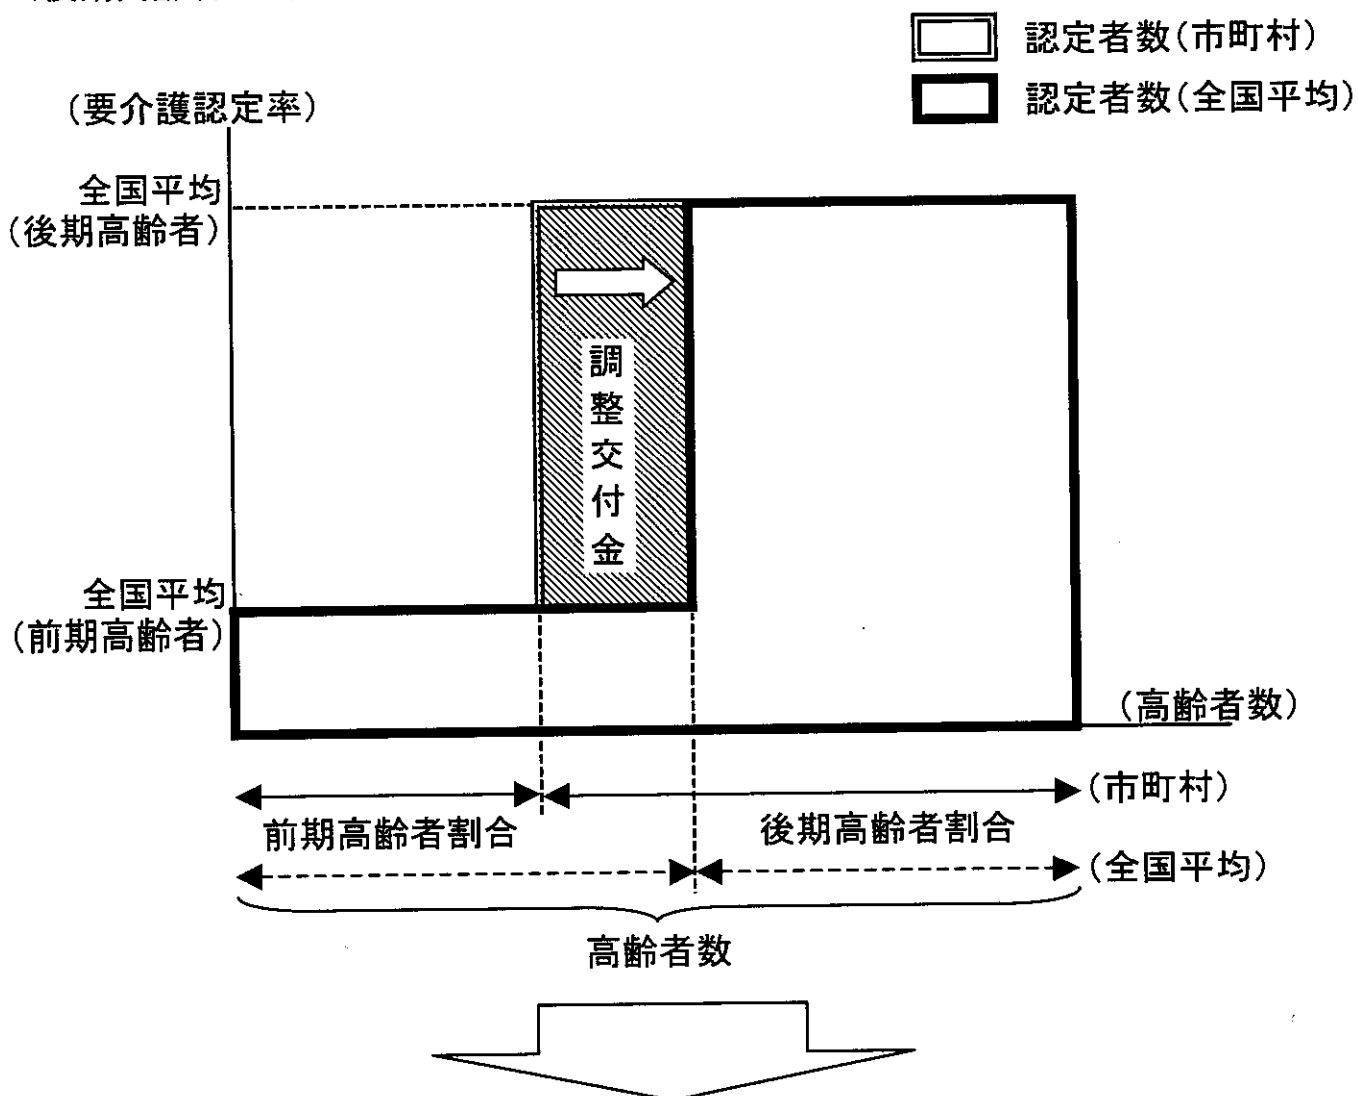 認定者数(市町村)
認定者数(全国平均)
(要介護認定率)
全国平均
(後期高齢者)
調整交付金
全国平均
(前期高齢者)
(高齢者数)
(市町村)
前期高齢者割合
後期高齢者割合
(全国平均)
高齢者数